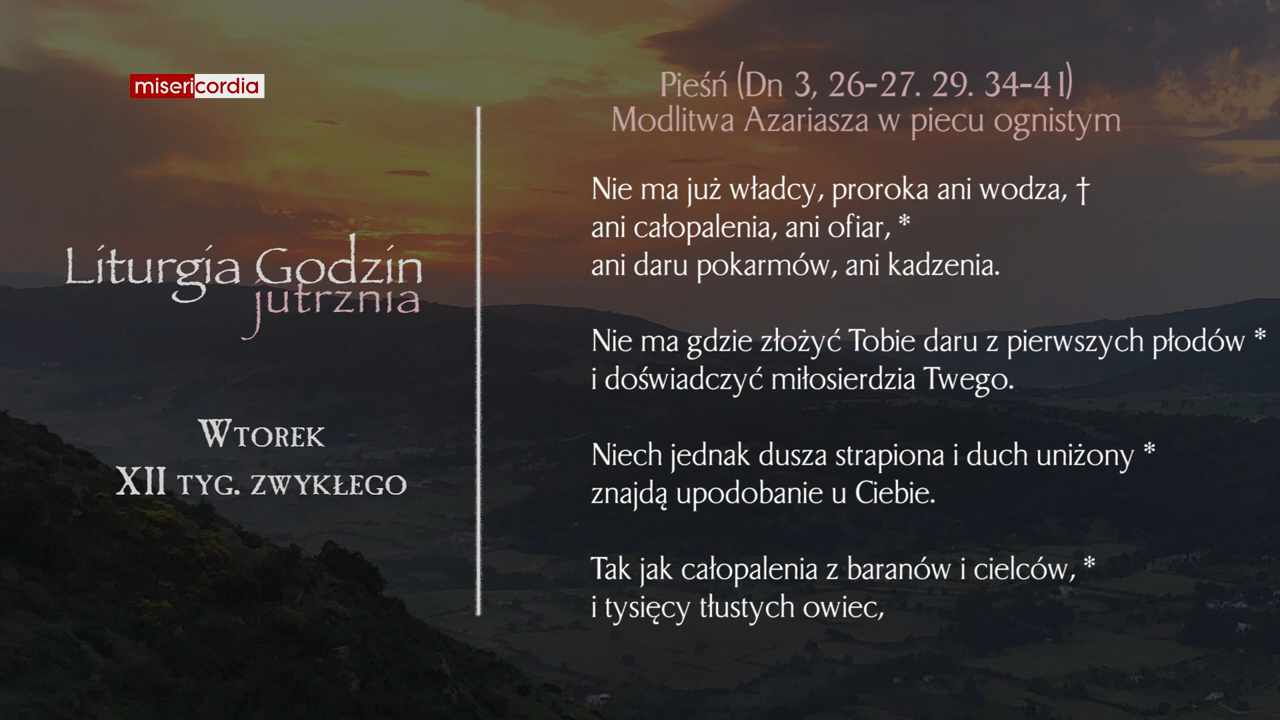 misericordia
Liturgia Godzin
jutrznia
Wtorek
XII tyg. zwykłego
Pieśń (Dn 3, 26-27. 29. 34-41)
Modlitwa Azariasza w piecu ognistym
Nie ma już władcy, proroka ani wodza, †
ani całopalenia, ani ofiar, *
ani daru pokarmów, ani kadzenia.
Nie ma gdzie złożyć Tobie daru z pierwszych płodów *
i doświadczyć miłosierdzia Twego.
Niech jednak dusza strapiona i duch uniżony *
znajdą upodobanie u Ciebie.
Tak jak całopalenia z baranów i cielców, *
i tysięcy tłustych owiec,